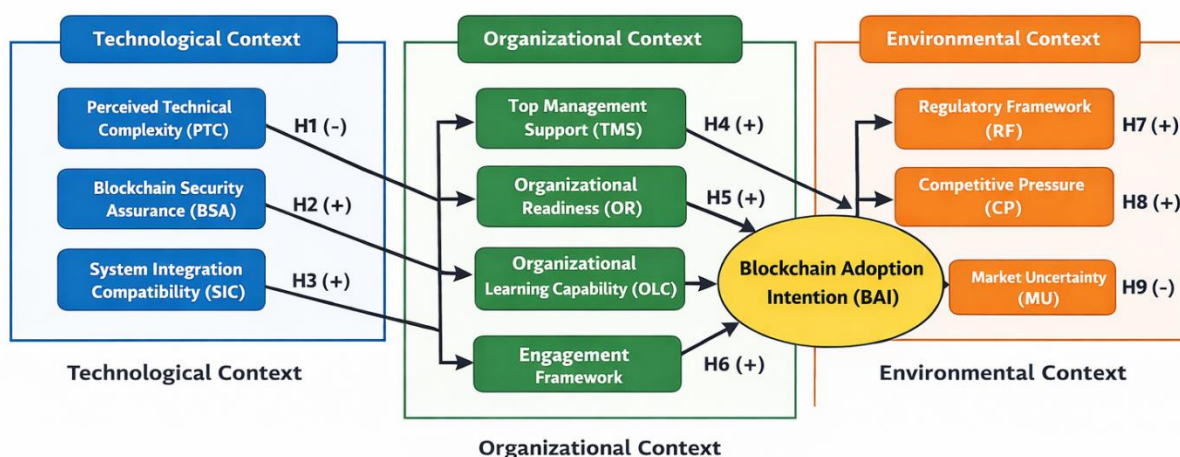 Technological Context
Perceived Technical
Complexity (PTC)
Blockchain Security
Assurance (BSA)
System Integration
Compatibility (SIC)
H1 (-)
H2 (+)
H3 (+)
Technological Context
Organizational Context
Top Management
Support (TMS)
Organizational
Readiness (OR)
Organizational
Learning Capability (OLC)
Engagement
Framework
H4 (+)
H5 (+)
H6 (+)
Organizational Context
Blockchain Adoption
Intention (BAI)
Environmental Context
Regulatory Framework
(RF)
H7 (+)
Competitive Pressure
(CP)
H8 (+)
Market Uncertainty
(MU)
H9 (-)
Environmental Context